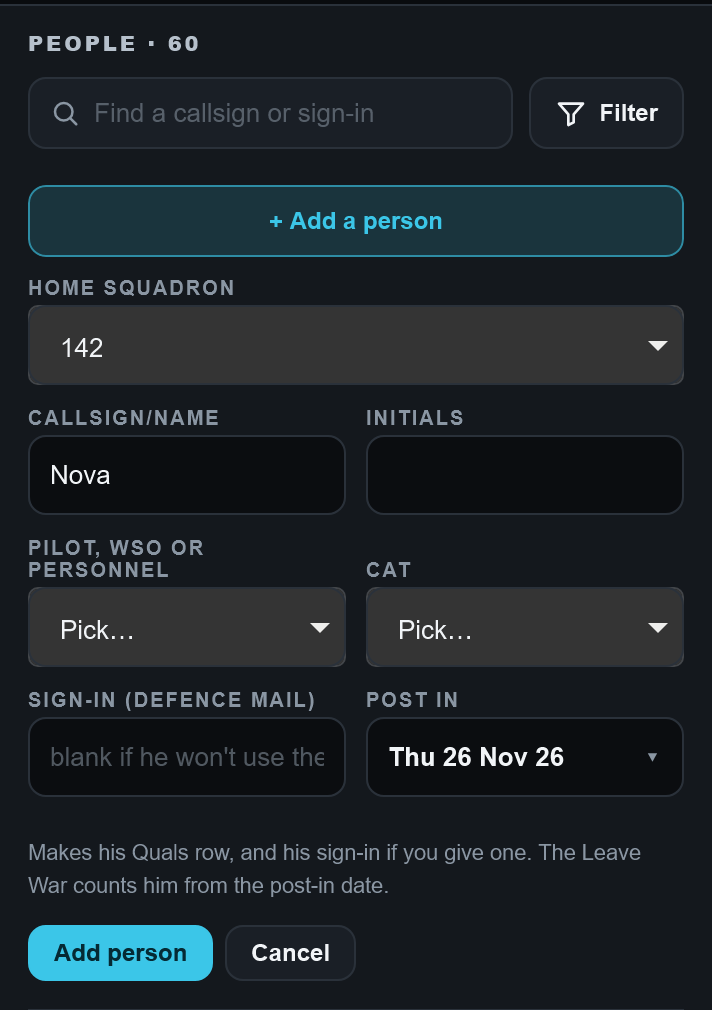 PEOPLE · 60
Find a callsign or sign-in
Filter
+ Add a person
HOME SQUADRON
142
CALLSIGN/NAME
INITIALS
Nova
PILOT, WSO OR
PERSONNEL
CAT
Pick...
Pick...
SIGN-IN (DEFENCE MAIL)
POST IN
blank if he won't use the
Thu 26 Nov 26
Makes his Quals row, and his sign-in if you give one. The Leave
War counts him from the post-in date.
Add person
Cancel